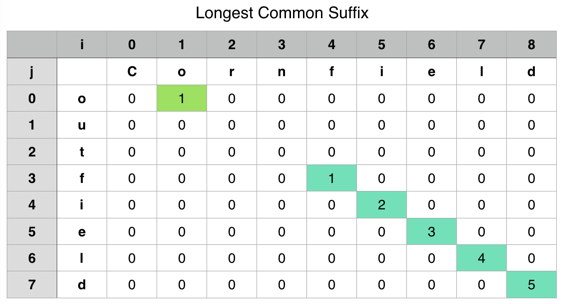 Longest Common Suffix
i 0 1 2 3 4 5 6 7 8
j C o r n f i e l d
0 o 0 1 0 0 0 0 0 0 0
1 u 0 0 0 0 0 0 0 0 0
2 t 0 0 0 0 0 0 0 0 0
3 f 0 0 0 0 1 0 0 0 0
4 i 0 0 0 0 0 2 0 0 0
5 e 0 0 0 0 0 0 3 0 0
6 l 0 0 0 0 0 0 0 4 0
7 d 0 0 0 0 0 0 0 0 5